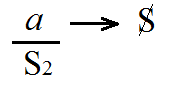 a
S₂ → $̸